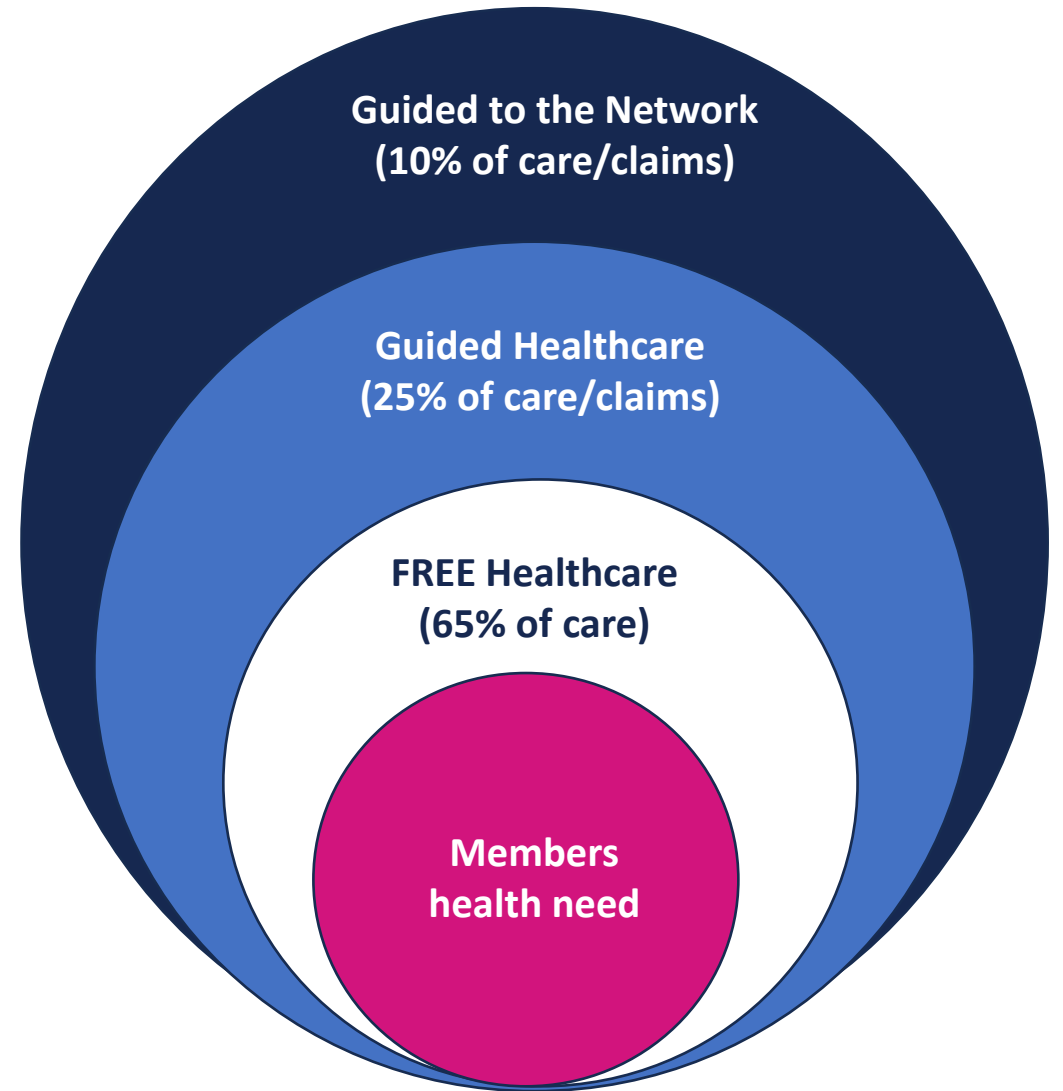 Guided to the Network
(10% of care/claims)
Guided Healthcare
(25% of care/claims)
FREE Healthcare
(65% of care)
Members
health need